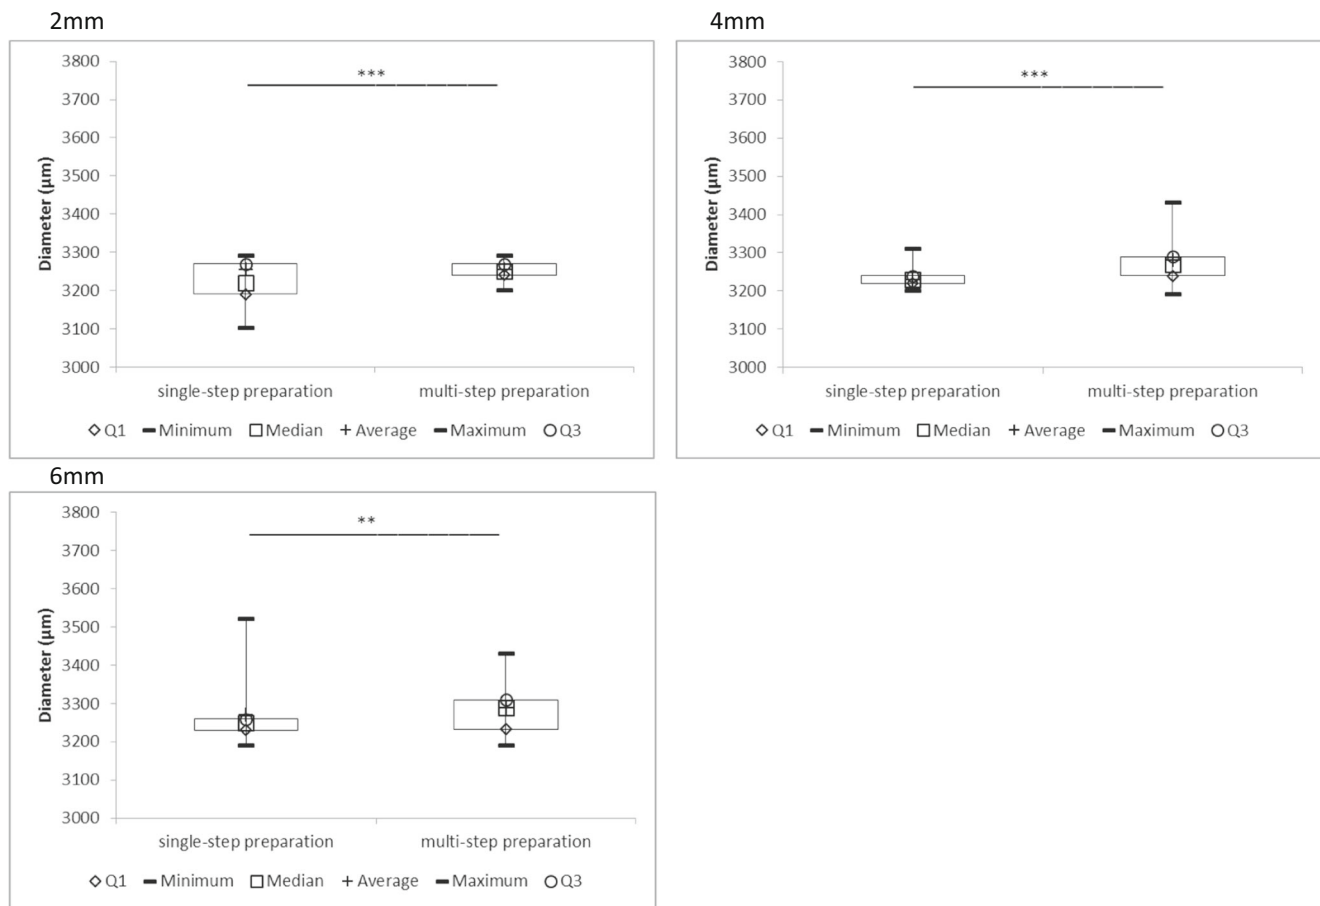 2mm
3800
3700
3600
3500
3400
3300
3200
3100
3000
Diameter (µm)
***
single-step preparation multi-step preparation
Q1 Minimum Median Average Maximum Q3
4mm
3800
3700
3600
3500
3400
3300
3200
3100
3000
Diameter (µm)
***
single-step preparation multi-step preparation
Q1 Minimum Median Average Maximum Q3
6mm
3800
3700
3600
3500
3400
3300
3200
3100
3000
Diameter (µm)
**
single-step preparation multi-step preparation
Q1 Minimum Median Average Maximum Q3